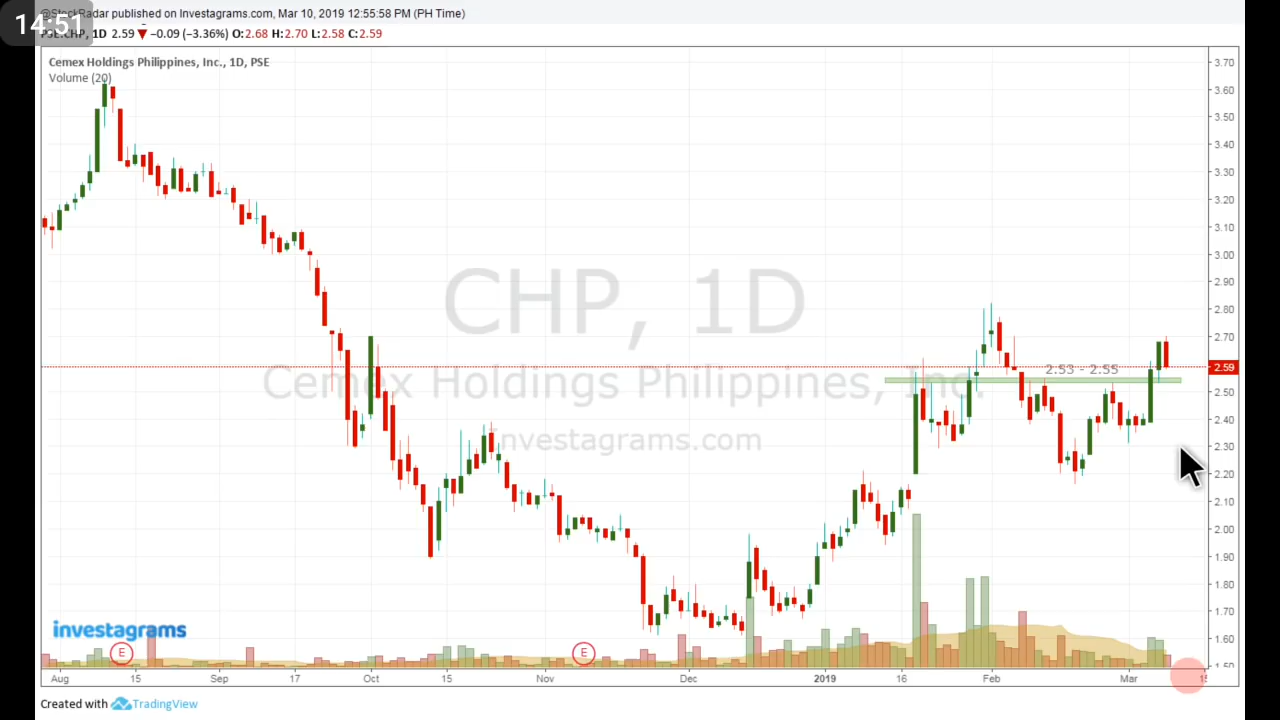 14:51
@StockRadar published on Investagrams.com, Mar 10, 2019 12:55:58 PM (PH Time)
PSE:CHP, 1D 2.59 ▼ −0.09 (−3.36%) O:2.68 H:2.70 L:2.58 C:2.59
Cemex Holdings Philippines, Inc., 1D, PSE
Volume (20)
3.70
3.60
3.50
3.40
3.30
3.20
3.10
3.00
2.90
2.80
2.70
2.59
2.50
2.40
2.30
2.20
2.10
2.00
1.90
1.80
1.70
1.60
1.50
CHP, 1D
2.53 - 2.55
Cemex Holdings Philippines, Inc.
Investagrams.com
investagrams
E
E
Aug 15 Sep 17 Oct 15 Nov Dec 2019 16 Feb Mar 15
Created with TradingView